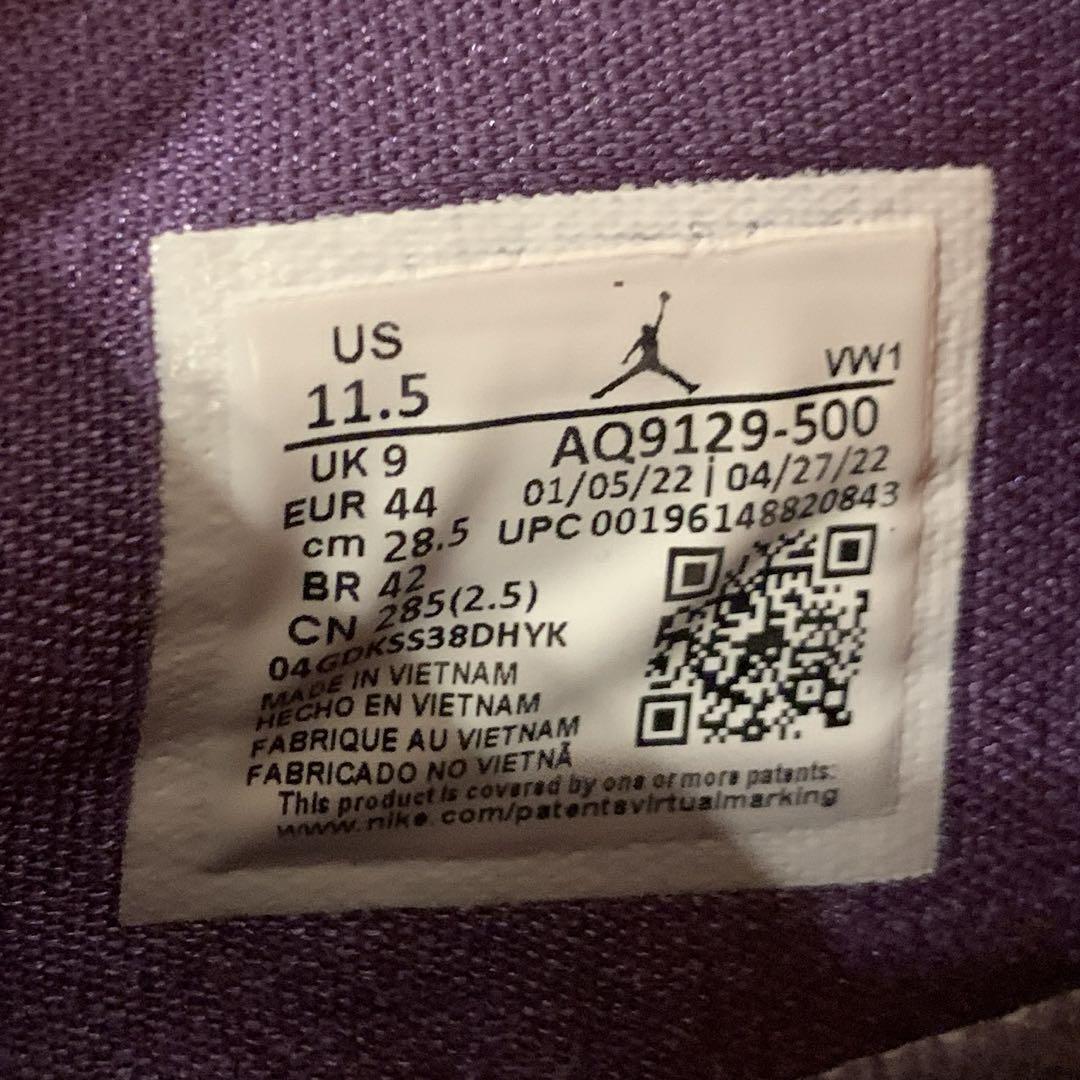 US
11.5
VW1
UK 9
AQ9129-500
EUR 44
01/05/22 | 04/27/22
cm 28.5
UPC 00196148820843
BR 42
CN 285(2.5)
04GDKSS38DHYK
MADE IN VIETNAM
HECHO EN VIETNAM
FABRIQUE AU VIETNAM
FABRICADO NO VIETNÃ
This product is covered by one or more patents:
www.nike.com/patentsvirtualmarking